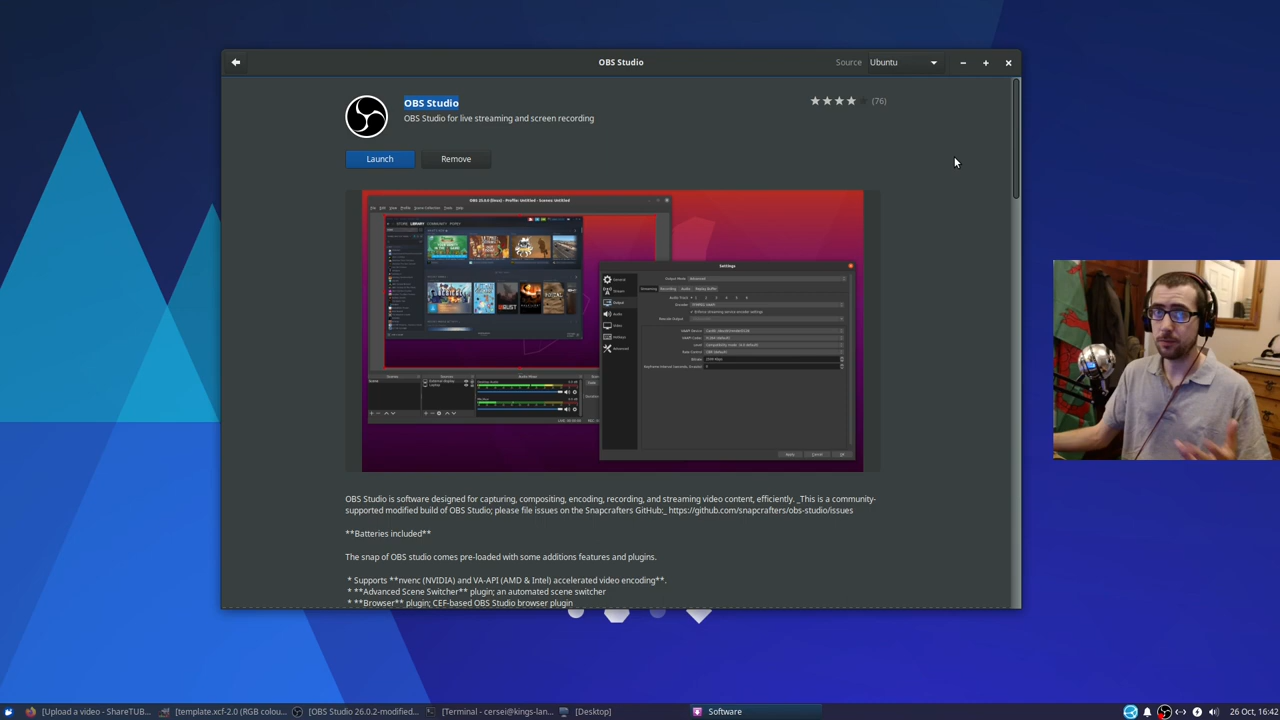 OBS Studio
Source Ubuntu
OBS Studio
OBS Studio for live streaming and screen recording
(76)
Launch
Remove
OBS Studio is software designed for capturing, compositing, encoding, recording, and streaming video content, efficiently. _This is a community-
supported modified build of OBS Studio; please file issues on the Snapcrafters GitHub:_ https://github.com/snapcrafters/obs-studio/issues
**Batteries included**
The snap of OBS studio comes pre-loaded with some additions features and plugins.
* Supports **nvenc (NVIDIA) and VA-API (AMD & Intel) accelerated video encoding**.
* **Advanced Scene Switcher** plugin; an automated scene switcher
* **Browser** plugin; CEF-based OBS Studio browser plugin
[Upload a video - ShareTUB...
[template.xcf-2.0 (RGB colou...
[OBS Studio 26.0.2-modified...
[Terminal - cersei@kings-lan...
[Desktop]
Software
26 Oct, 16:42